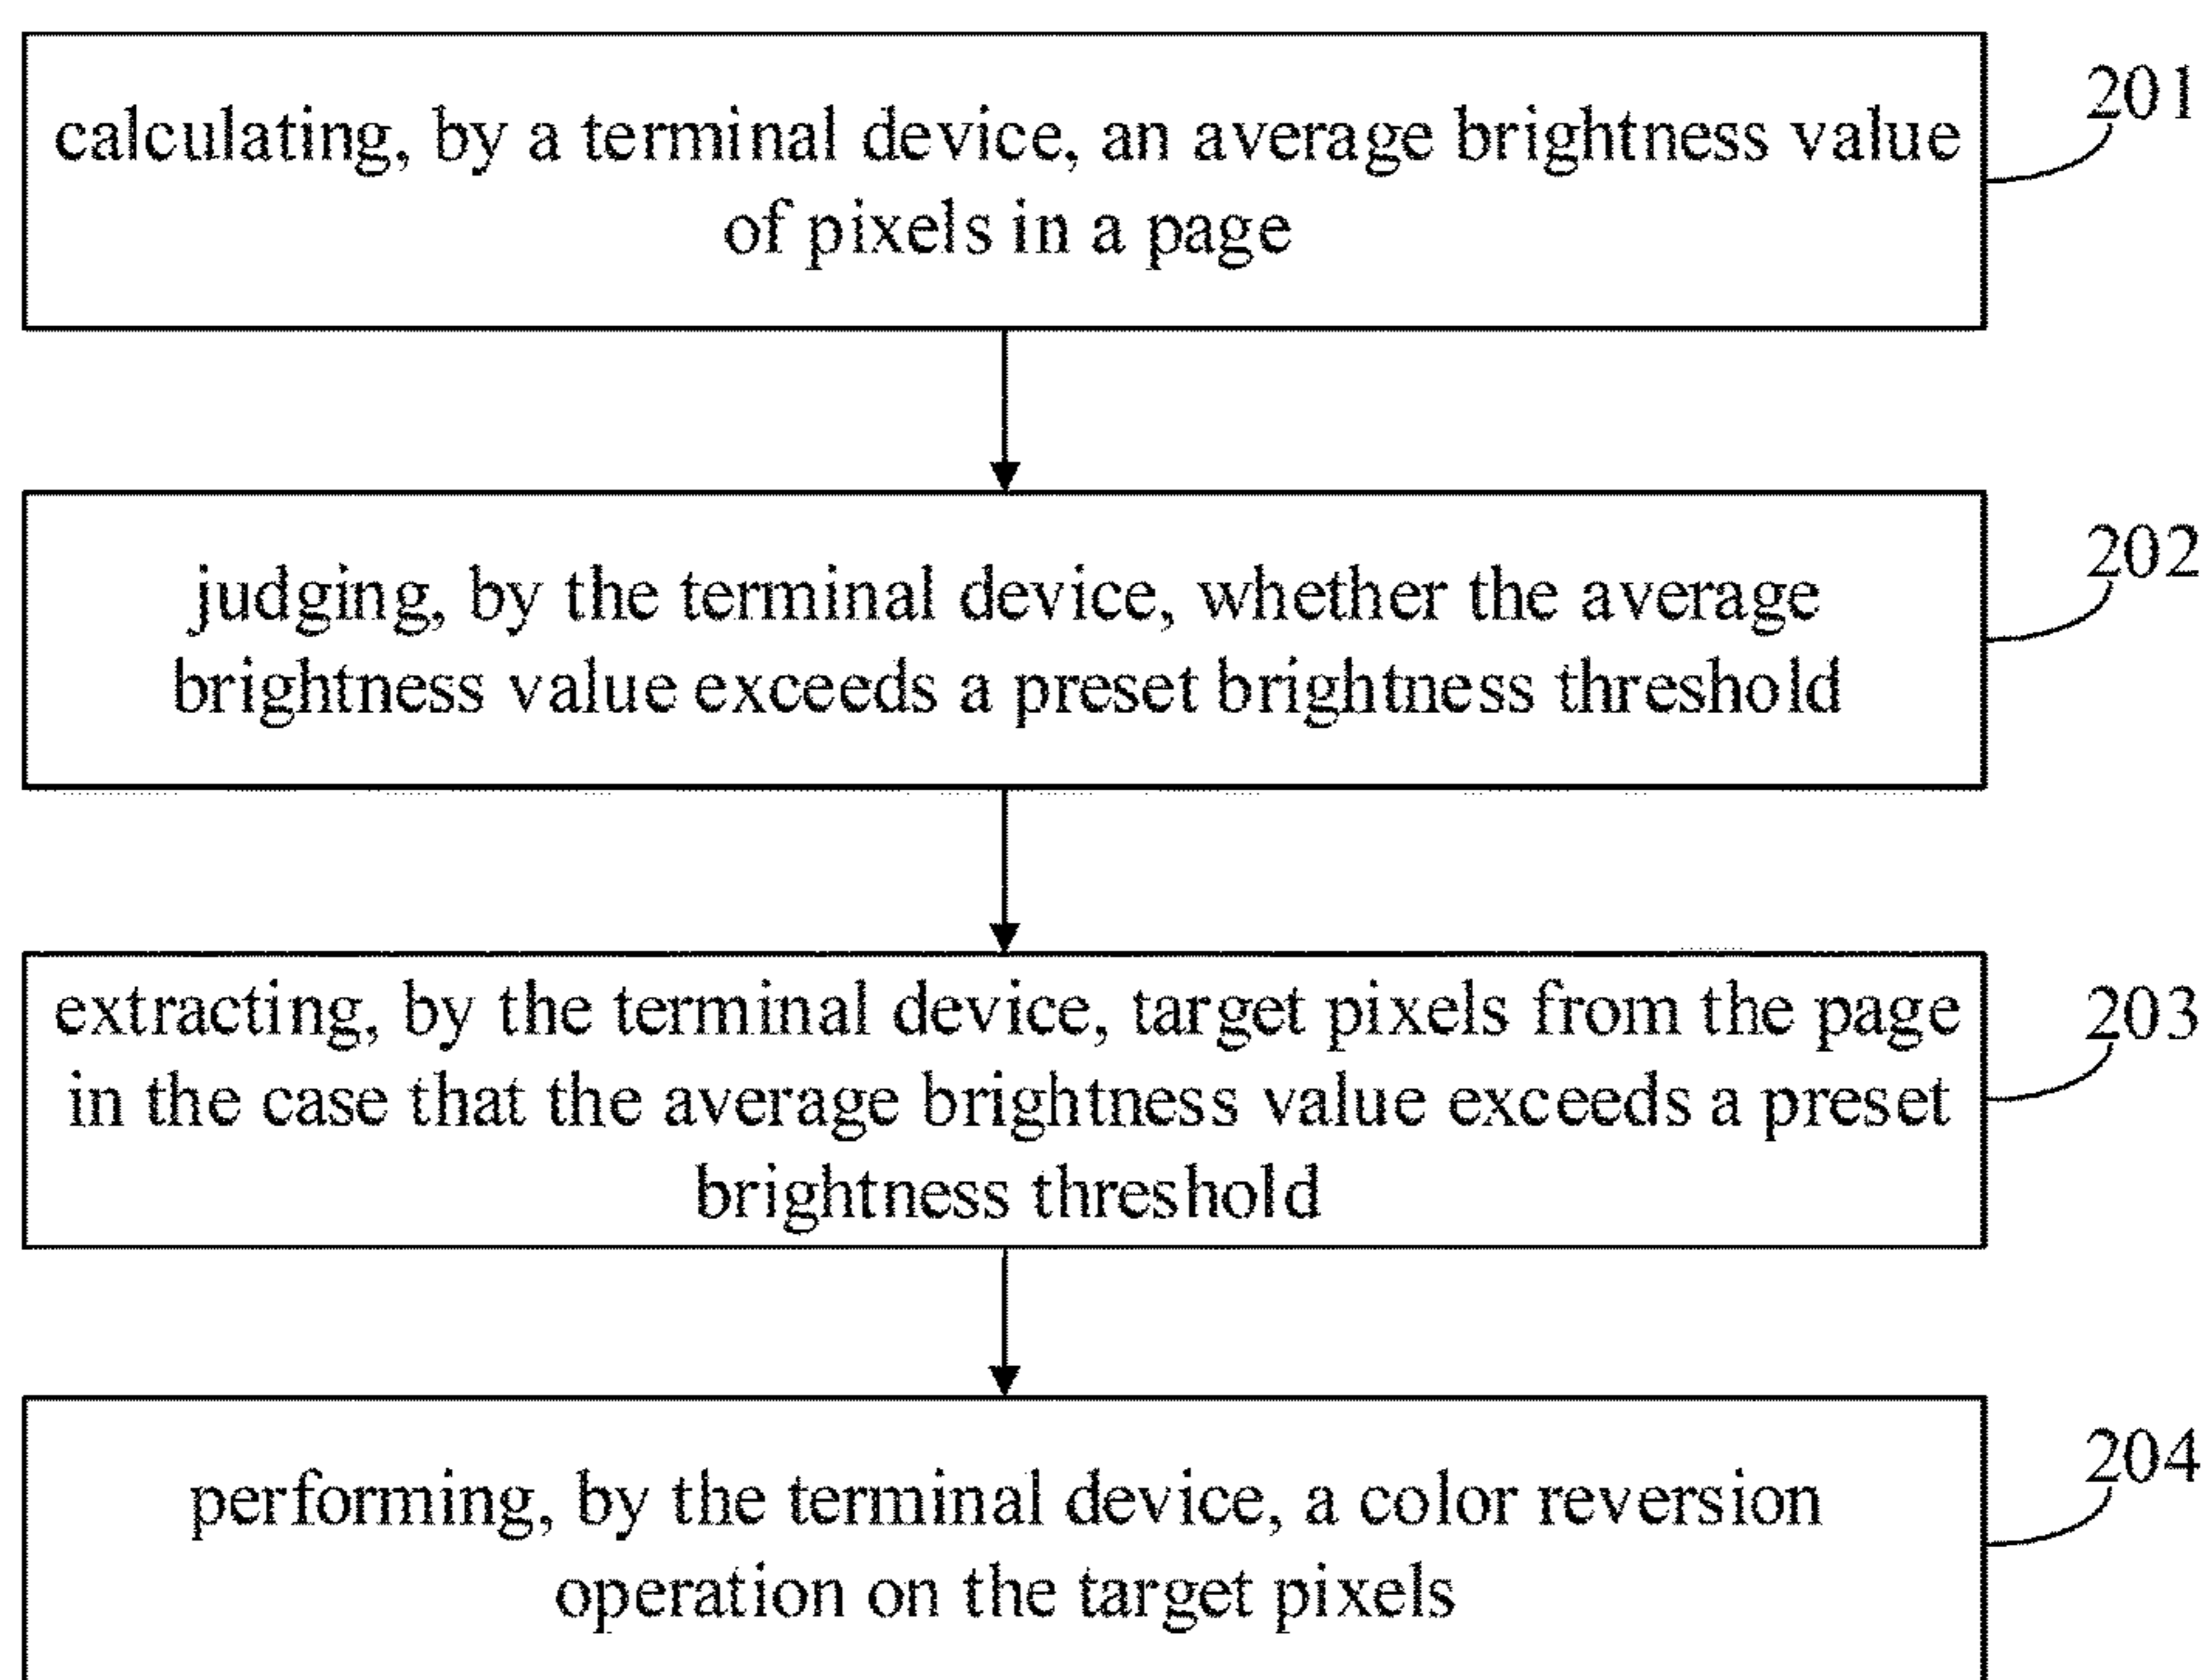 calculating, by a terminal device, an average brightness value
of pixels in a page
201
judging, by the terminal device, whether the average
brightness value exceeds a preset brightness threshold
202
extracting, by the terminal device, target pixels from the page
in the case that the average brightness value exceeds a preset
brightness threshold
203
performing, by the terminal device, a color reversion
operation on the target pixels
204